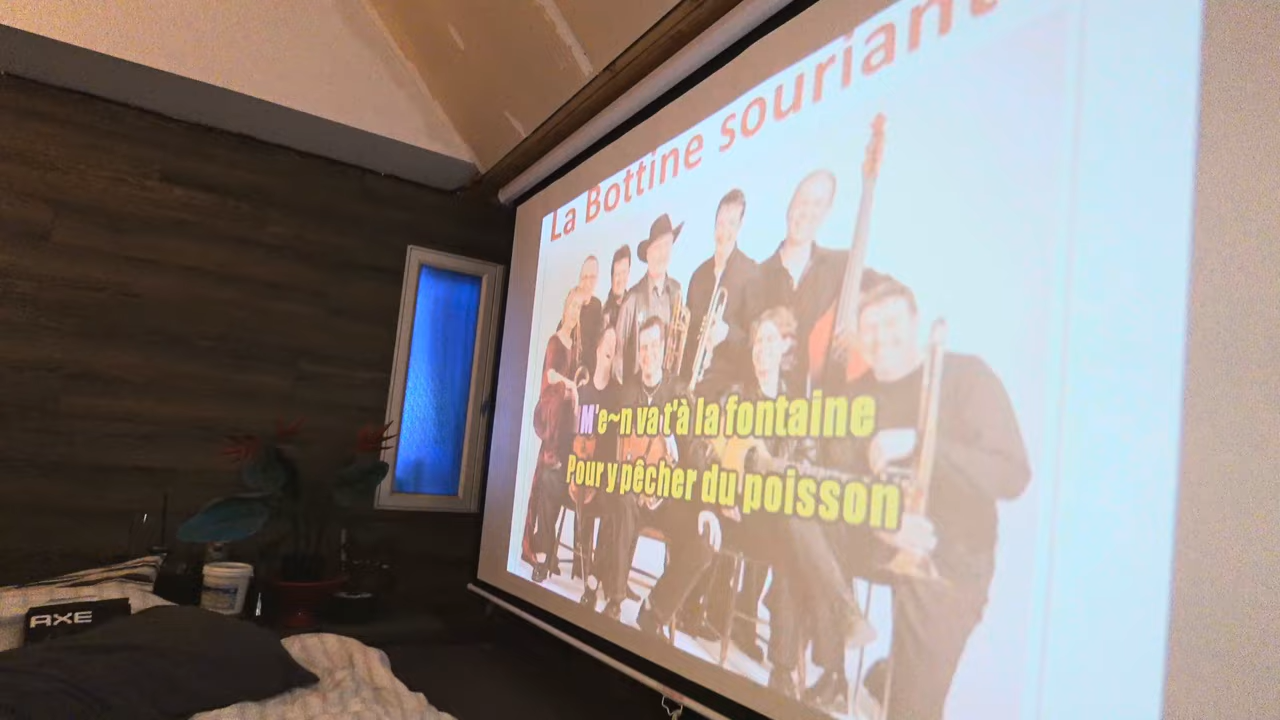 La Bottine souriant
M'e~n va t'à la fontaine
Pour y pêcher du poisson
AXE